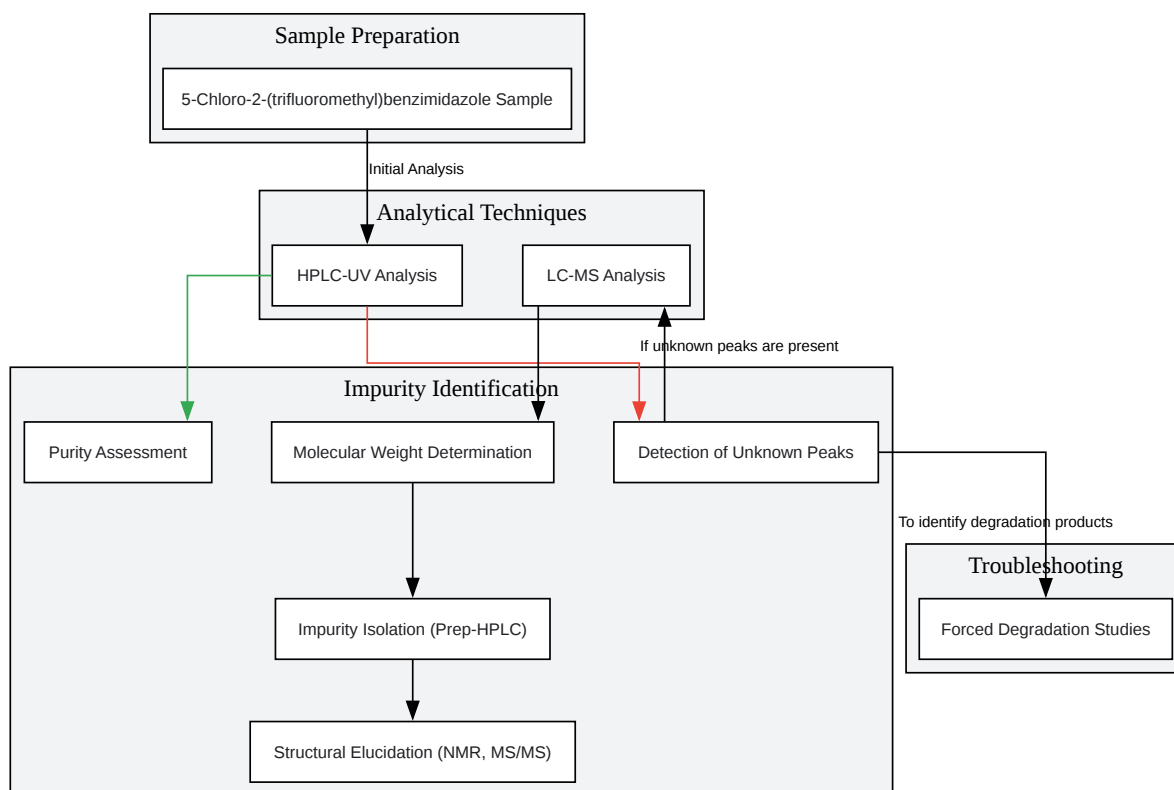 Sample Preparation
5-Chloro-2-(trifluoromethyl)benzimidazole Sample
Initial Analysis
Analytical Techniques
HPLC-UV Analysis
LC-MS Analysis
If unknown peaks are present
Impurity Identification
Purity Assessment
Molecular Weight Determination
Detection of Unknown Peaks
To identify degradation products
Troubleshooting
Impurity Isolation (Prep-HPLC)
Forced Degradation Studies
Structural Elucidation (NMR, MS/MS)